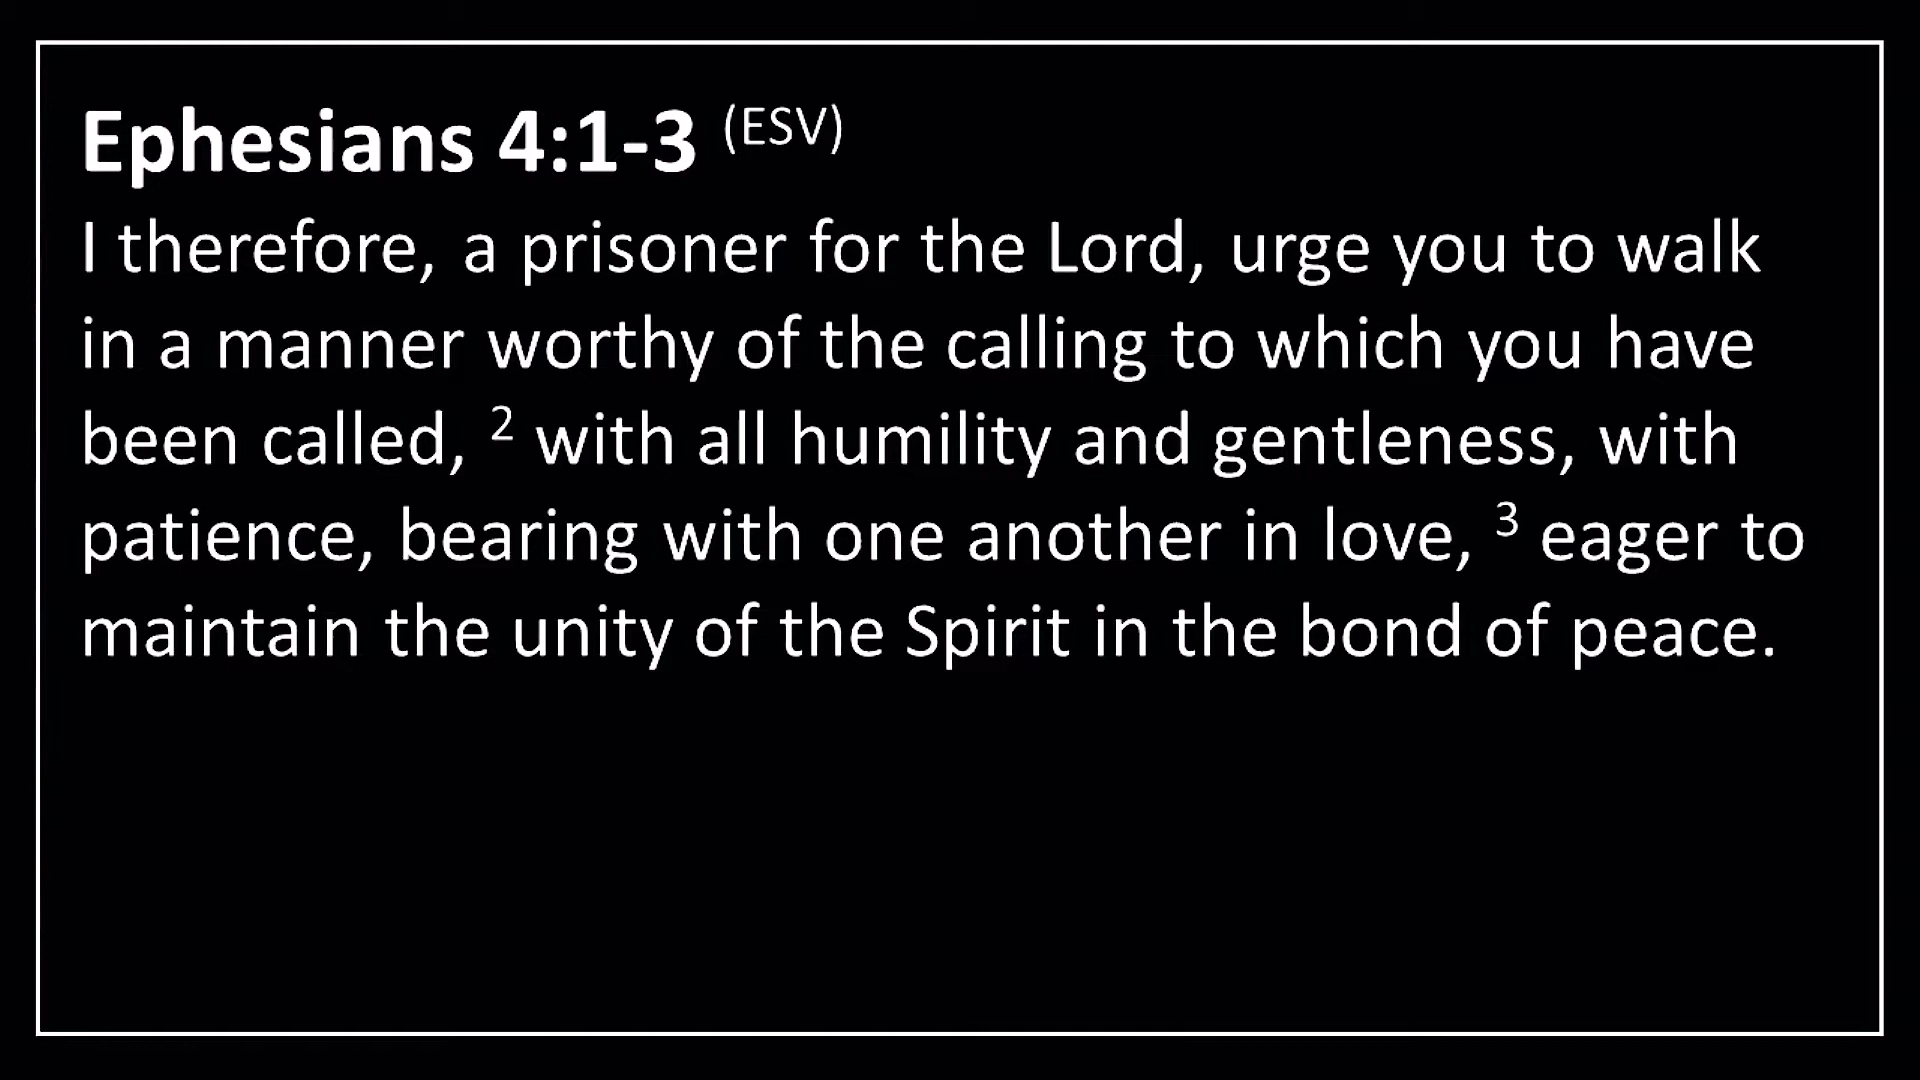 Ephesians 4:1-3 (ESV)
I therefore, a prisoner for the Lord, urge you to walk
in a manner worthy of the calling to which you have
been called, 2 with all humility and gentleness, with
patience, bearing with one another in love, 3 eager to
maintain the unity of the Spirit in the bond of peace.